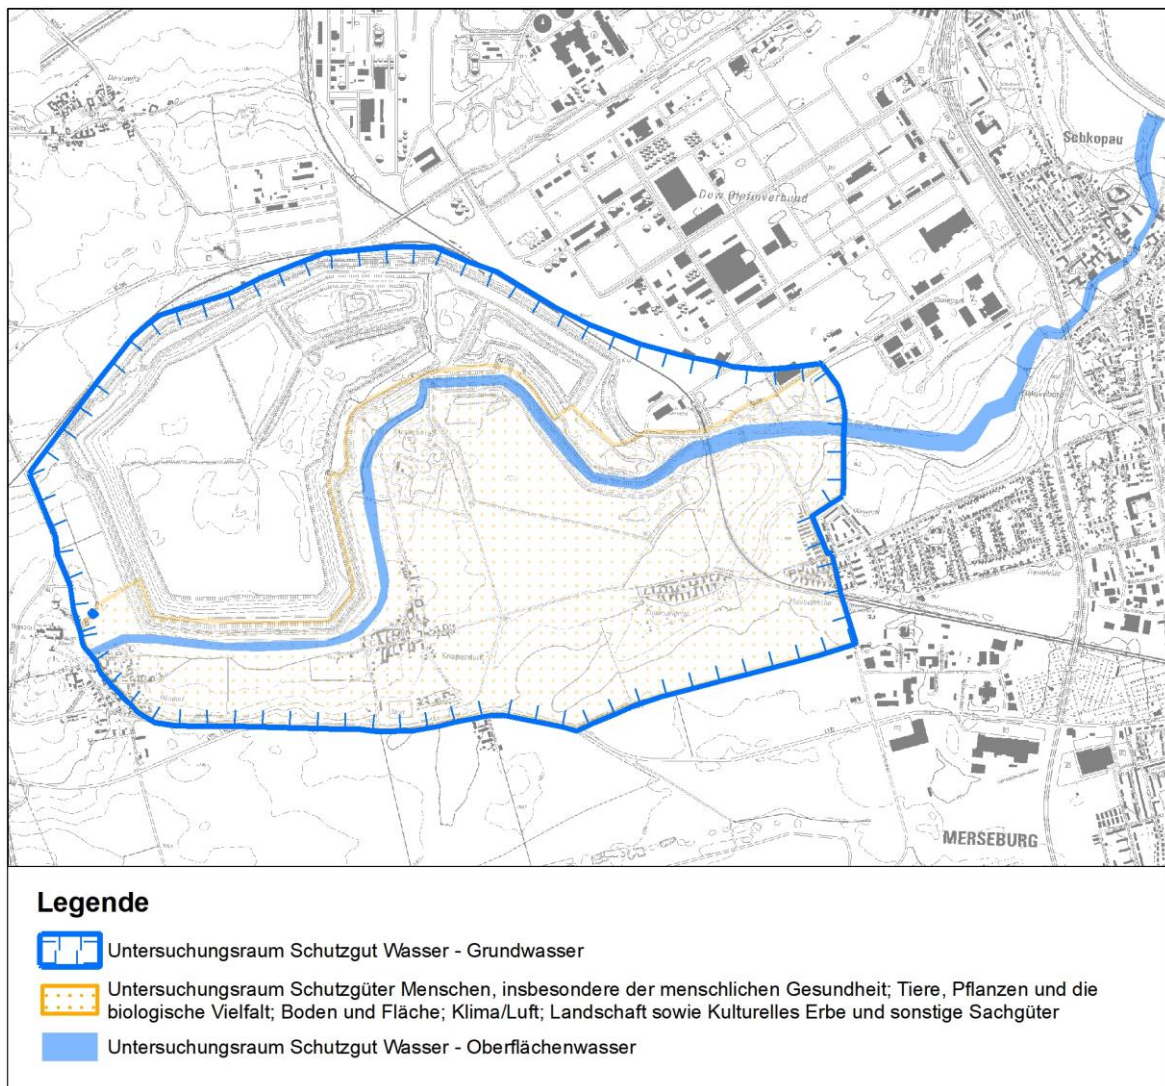 Schkopau
Dow Olefinverbund
Knapendorf
MERSEBURG
Legende
Untersuchungsraum Schutzgut Wasser - Grundwasser
Untersuchungsraum Schutzgüter Menschen, insbesondere der menschlichen Gesundheit; Tiere, Pflanzen und die
biologische Vielfalt; Boden und Fläche; Klima/Luft; Landschaft sowie Kulturelles Erbe und sonstige Sachgüter
Untersuchungsraum Schutzgut Wasser - Oberflächenwasser